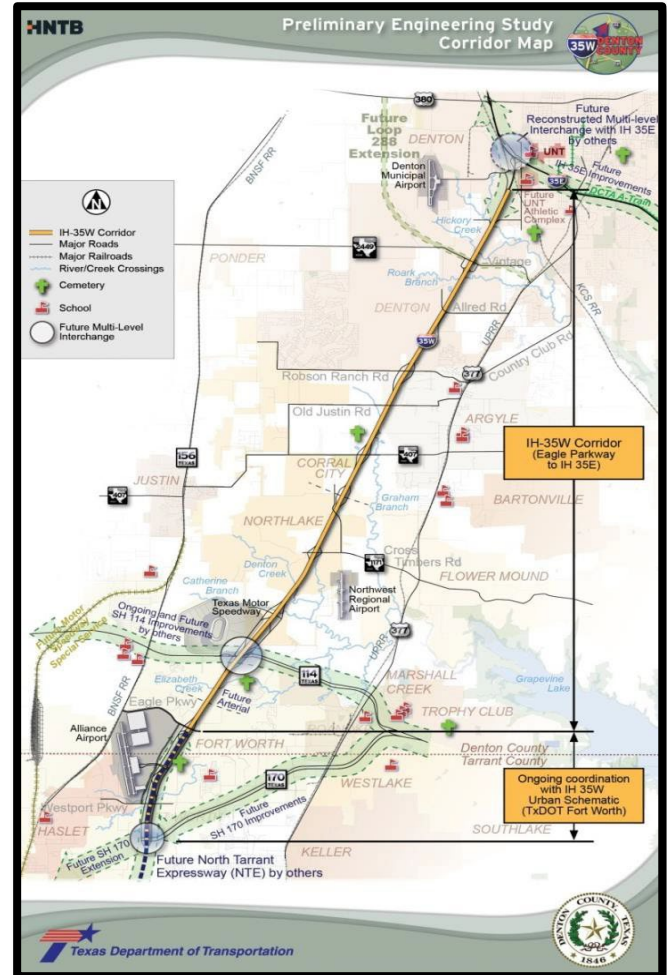 HNTB
Preliminary Engineering Study
Corridor Map
35W
DENTON
COUNTY
380
Future
Reconstructed Multi-level
Interchange with IH 35E
by others
Future
Loop
288
Extension
DENTON
UNT
Denton
Municipal
Airport
Future
IH 35E Improvements
35E
DCTA A-Train
BNSF RR
Future
UNT
Athletic
Complex
Hickory
Creek
IH-35W Corridor
Major Roads
Major Railroads
River/Creek Crossings
Cemetery
School
Future Multi-Level
Interchange
PONDER
2449
Vintage
Roark
Branch
DENTON
Allred Rd
KCS RR
UPRR
35W
Country Club Rd
377
Robson Ranch Rd
Old Justin Rd
ARGYLE
IH-35W Corridor
(Eagle Parkway
to IH 35E)
156
TEXAS
407
CORRAL
CITY
JUSTIN
407
Graham
Branch
BARTONVILLE
NORTHLAKE
Cross
Timbers Rd
1171
Denton
Creek
Catherine
Branch
FLOWER MOUND
Northwest
Regional
Airport
Texas Motor
Speedway
Ongoing and Future
SH 114 Improvements
by others
377
UPRR
114
TEXAS
Elizabeth
Creek
Future
Arterial
MARSHALL
CREEK
Grapevine
Lake
BNSF RR
Eagle Pkwy
TROPHY CLUB
Alliance
Airport
FORT WORTH
Denton County
Tarrant County
170
TEXAS
WESTLAKE
Future
SH 170 Improvements
Ongoing coordination
with IH 35W
Urban Schematic
(TxDOT Fort Worth)
Westport Pkwy
HASLET
SOUTHLAKE
KELLER
Future SH 170
Extension
Future North Tarrant
Expressway (NTE) by others
Texas Department of Transportation
DENTON COUNTY, TEXAS
1846